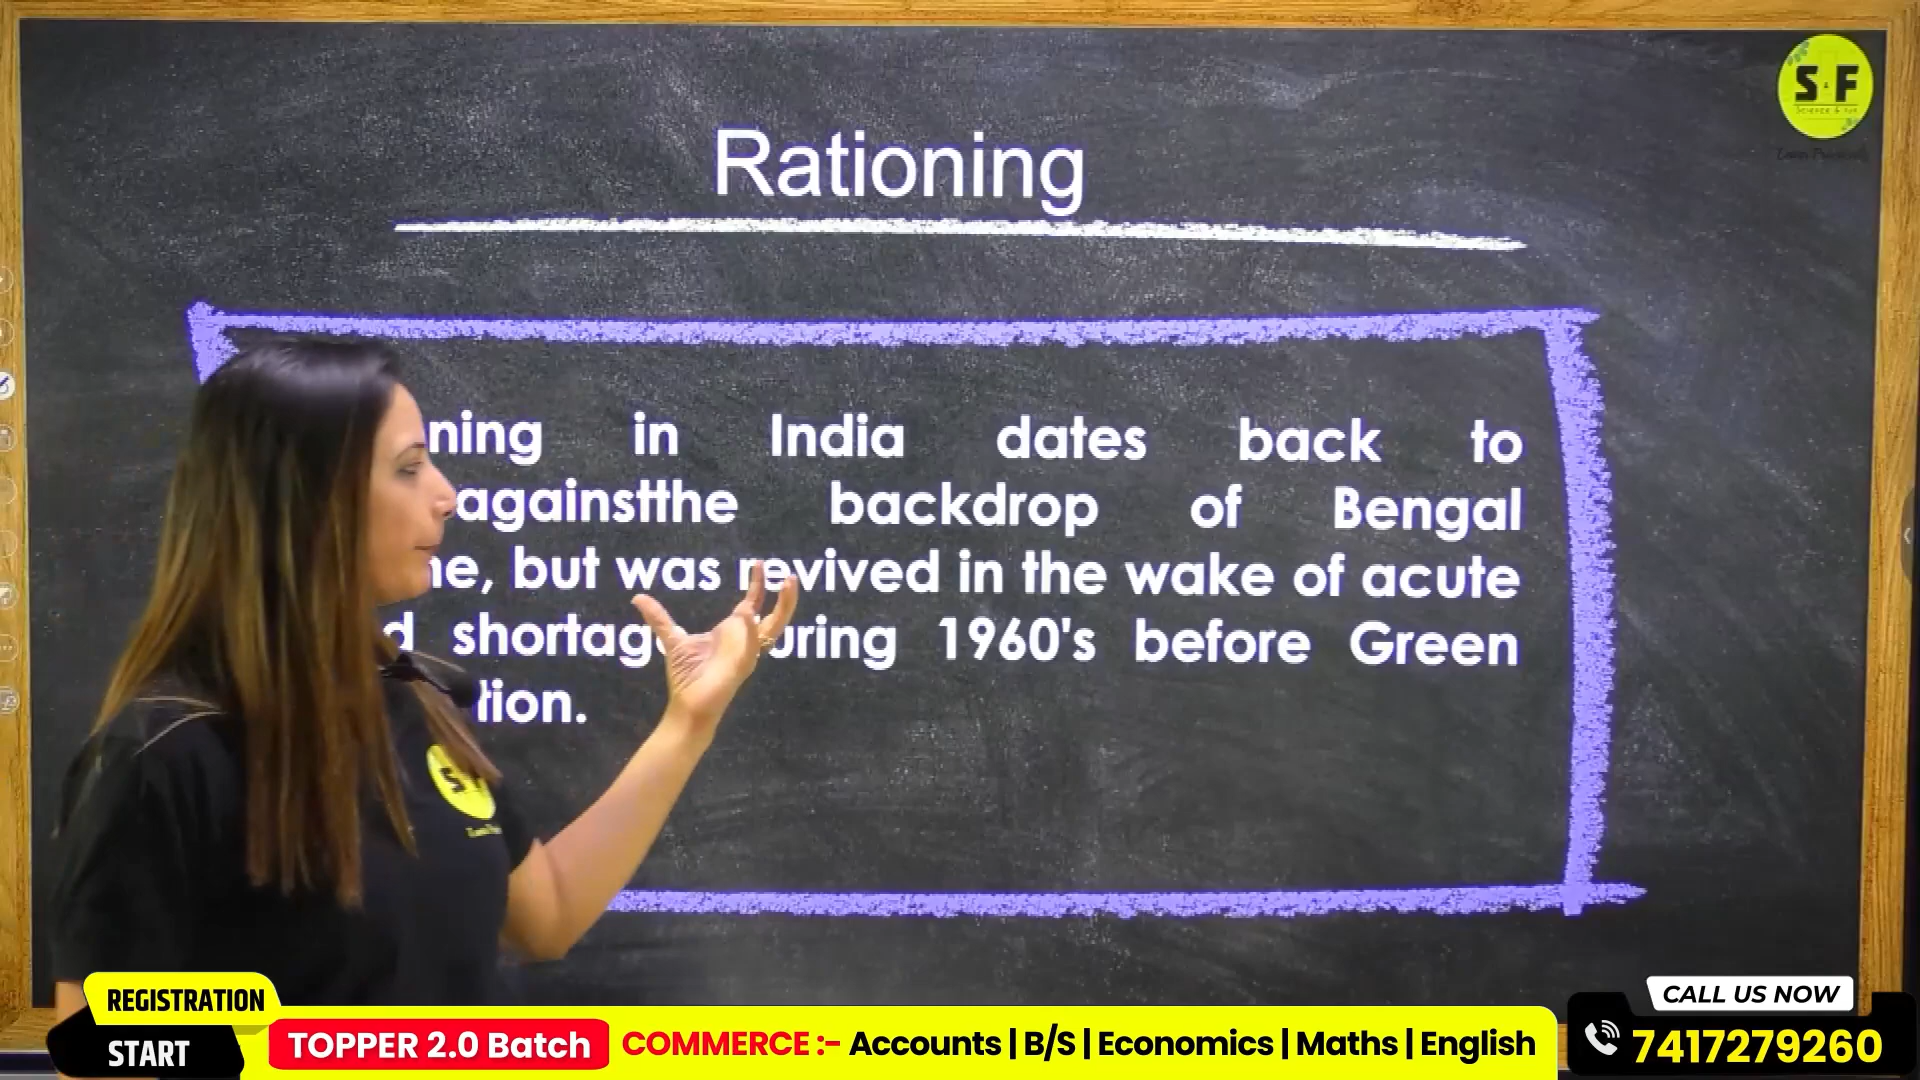 S F
Rationing
ning in India dates back to
againstthe backdrop of Bengal
ne, but was revived in the wake of acute
d shortag uring 1960's before Green
tion.
REGISTRATION
START
TOPPER 2.0 Batch
COMMERCE :- Accounts | B/S | Economics | Maths | English
CALL US NOW
7417279260